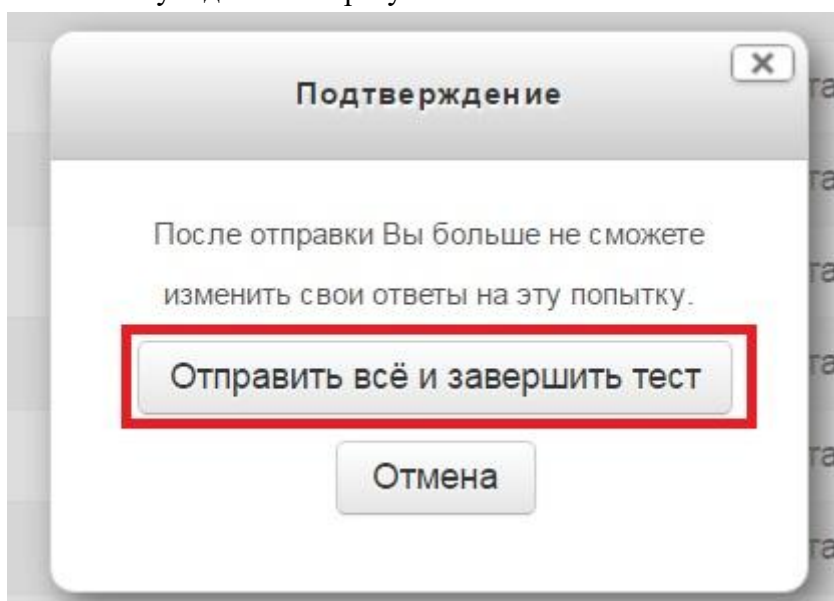 Подтверждение
После отправки Вы больше не сможете
изменить свои ответы на эту попытку.
Отправить всё и завершить тест
Отмена